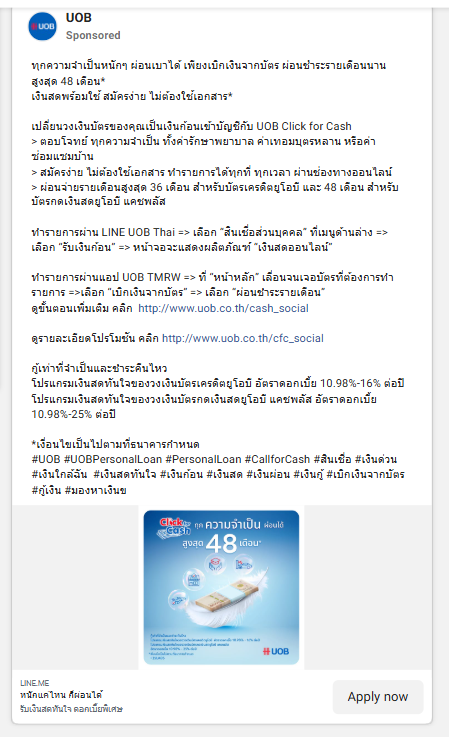 UOB
UOB
Sponsored
ทุกความจำเป็นหนักๆ ผ่อนเบาได้ เพียงเบิกเงินจากบัตร ผ่อนชำระรายเดือนนาน
สูงสุด 48 เดือน*
เงินสดพร้อมใช้ สมัครง่าย ไม่ต้องใช้เอกสาร*
เปลี่ยนวงเงินบัตรของคุณเป็นเงินก้อนเข้าบัญชีกับ UOB Click for Cash
> ตอบโจทย์ ทุกความจำเป็น ทั้งค่ารักษาพยาบาล ค่าเทอมบุตรหลาน หรือค่า
ซ่อมแซมบ้าน
> สมัครง่าย ไม่ต้องใช้เอกสาร ทำรายการได้ทุกที่ ทุกเวลา ผ่านช่องทางออนไลน์
> ผ่อนจ่ายรายเดือนสูงสุด 36 เดือน สำหรับบัตรเครดิตยูโอบี และ 48 เดือน สำหรับ
บัตรกดเงินสดยูโอบี แคชพลัส
ทำรายการผ่าน LINE UOB Thai => เลือก “สินเชื่อส่วนบุคคล” ที่เมนูด้านล่าง =>
เลือก “รับเงินก้อน” => หน้าจอจะแสดงผลิตภัณฑ์ “เงินสดออนไลน์”
ทำรายการผ่านแอป UOB TMRW => ที่ “หน้าหลัก” เลื่อนจนเจอบัตรที่ต้องการทำ
รายการ =>เลือก “เบิกเงินจากบัตร” => เลือก “ผ่อนชำระรายเดือน”
ดูขั้นตอนเพิ่มเติม คลิก http://www.uob.co.th/cash_social
ดูรายละเอียดโปรโมชัน คลิก http://www.uob.co.th/cfc_social
กู้เท่าที่จำเป็นและชำระคืนไหว
โปรแกรมเงินสดทันใจของวงเงินบัตรเครดิตยูโอบี อัตราดอกเบี้ย 10.98%-16% ต่อปี
โปรแกรมเงินสดทันใจของวงเงินบัตรกดเงินสดยูโอบี แคชพลัส อัตราดอกเบี้ย
10.98%-25% ต่อปี
*เงื่อนไขเป็นไปตามที่ธนาคารกำหนด
#UOB #UOBPersonalLoan #PersonalLoan #CallforCash #สินเชื่อ #เงินด่วน
#เงินใกล้ฉัน #เงินสดทันใจ #เงินก้อน #เงินสด #เงินผ่อน #เงินกู้ #เบิกเงินจากบัตร
#กู้เงิน #มองหาเงินข
Click for Cash
ทุก ความจำเป็น ผ่อนได้
สูงสุด 48 เดือน*
UOB
LINE.ME
หนักแค่ไหน ก็ผ่อนได้
รับเงินสดทันใจ ดอกเบี้ยพิเศษ
Apply now